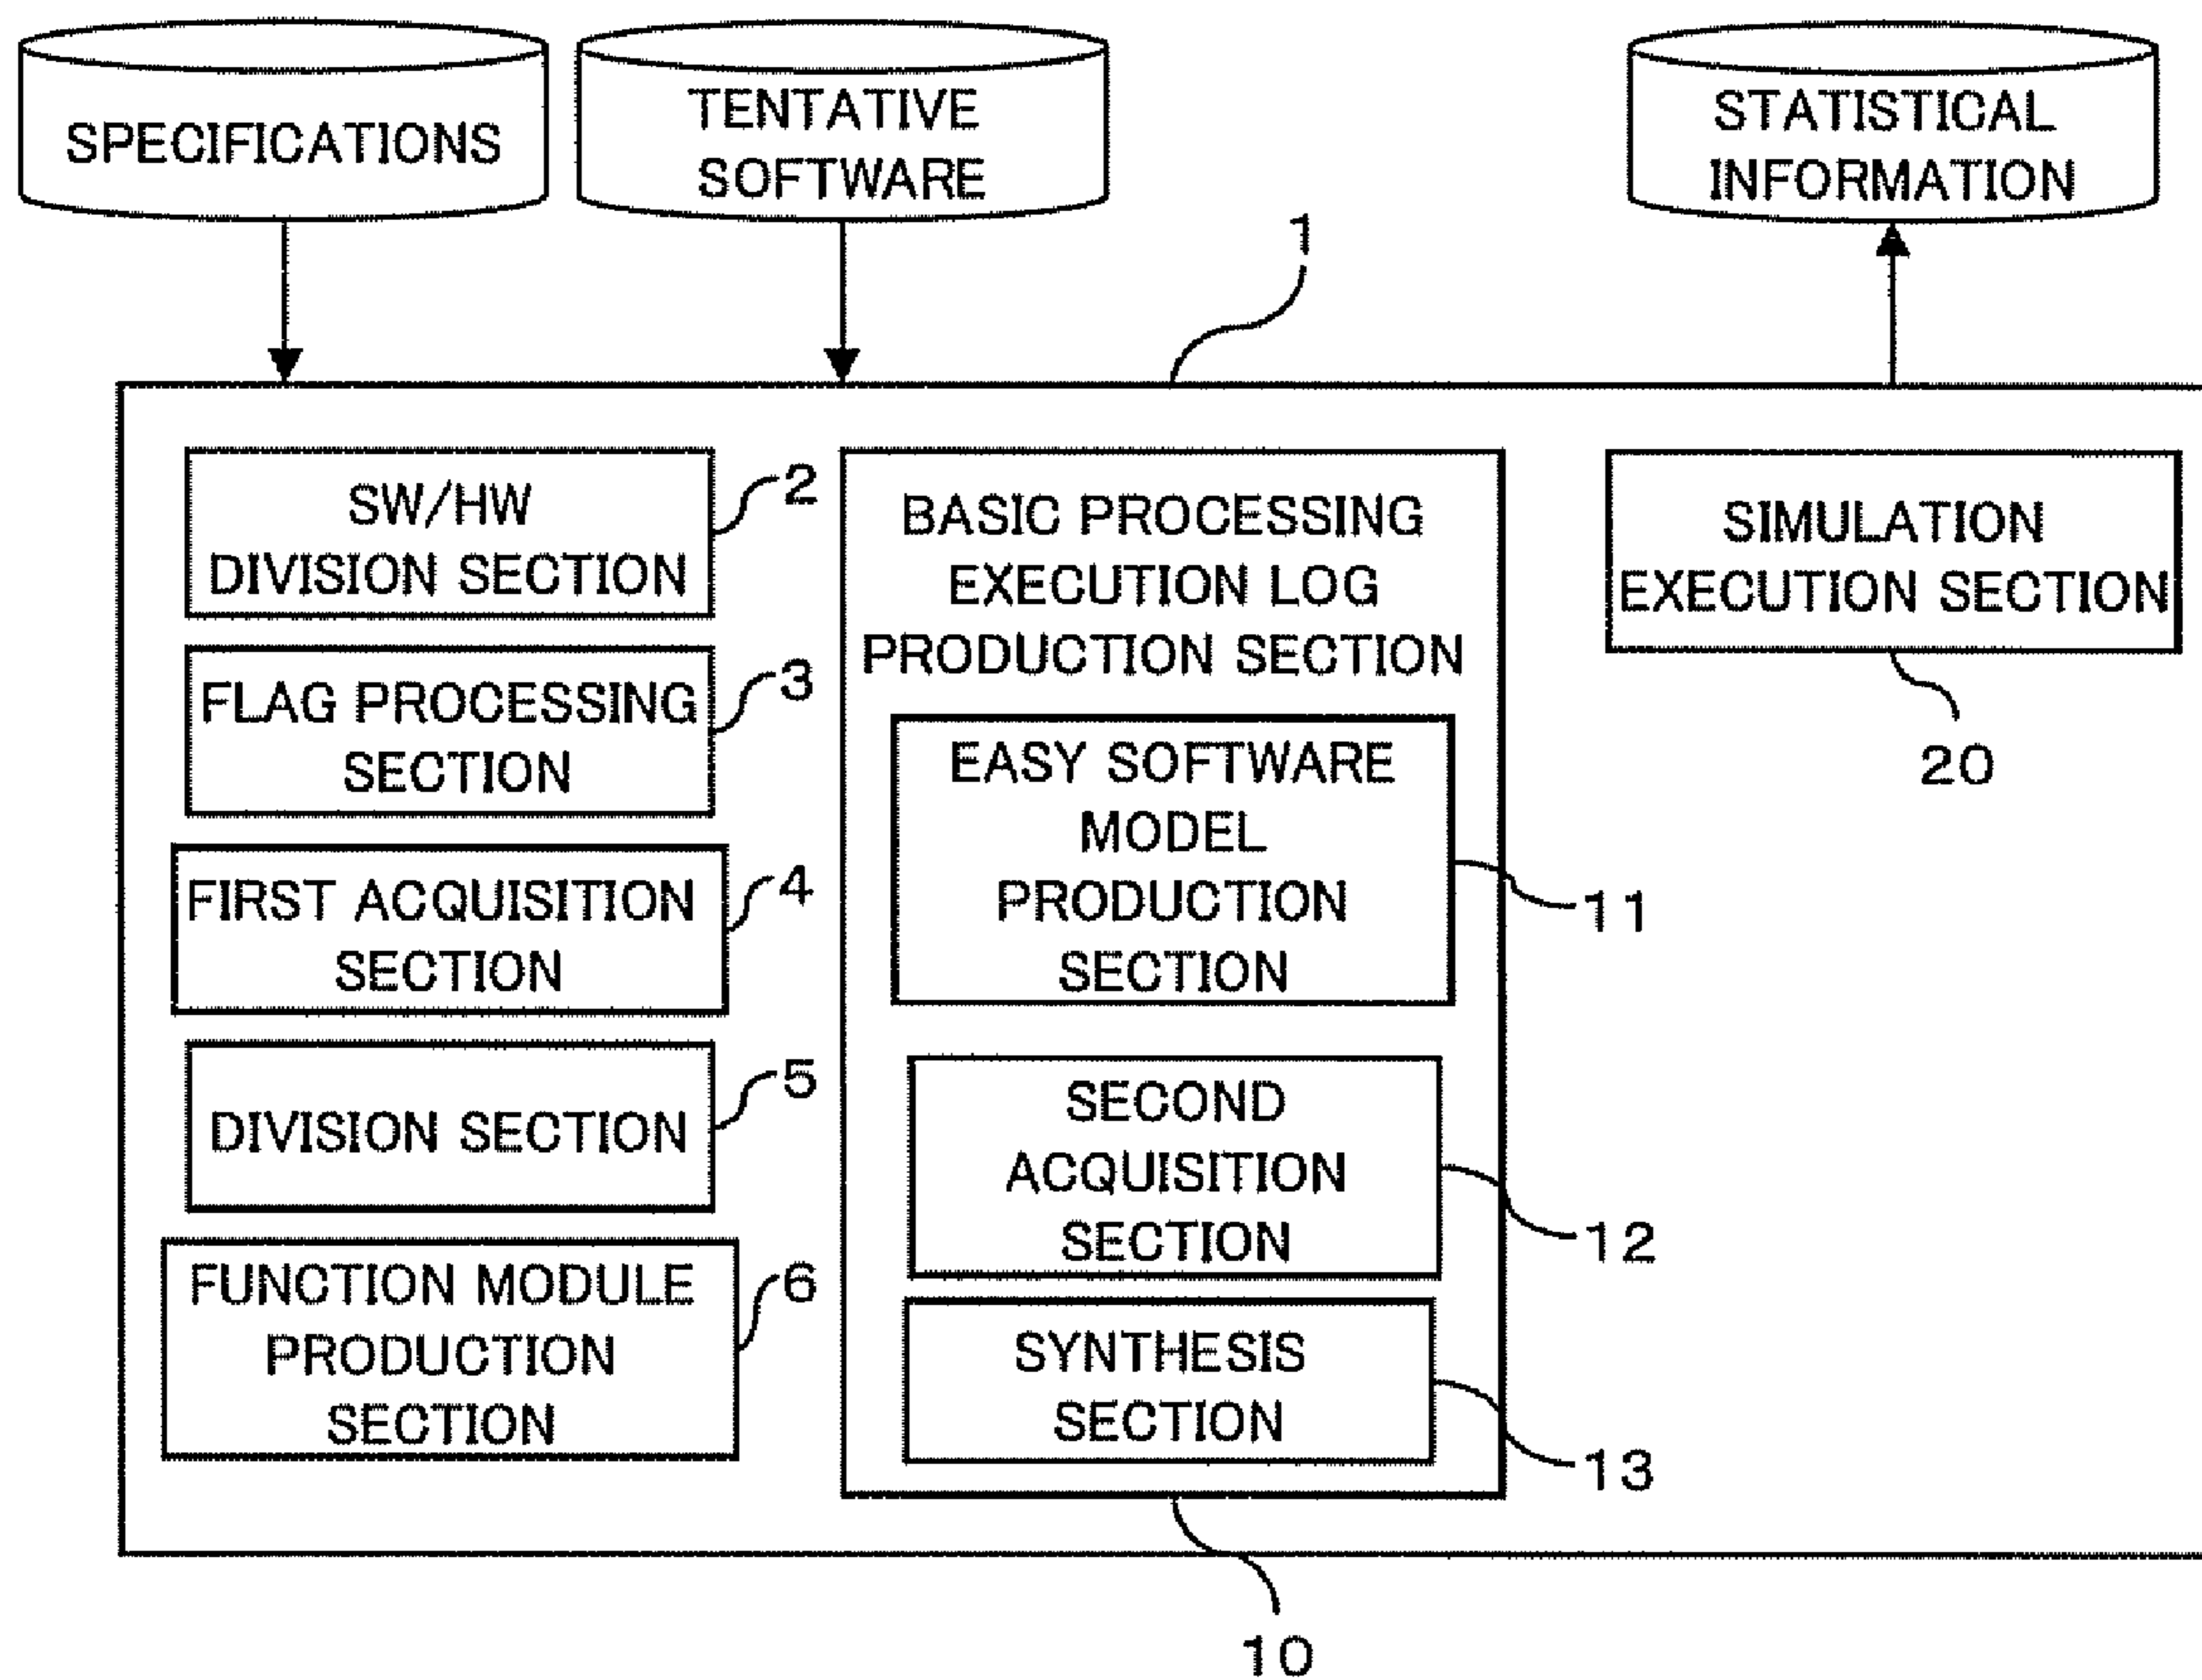 SPECIFICATIONS
TENTATIVE
SOFTWARE
STATISTICAL
INFORMATION
1
SW/HW
DIVISION SECTION
2
FLAG PROCESSING
SECTION
3
FIRST ACQUISITION
SECTION
4
DIVISION SECTION
5
FUNCTION MODULE
PRODUCTION
SECTION
6
BASIC PROCESSING
EXECUTION LOG
PRODUCTION SECTION
EASY SOFTWARE
MODEL
PRODUCTION
SECTION
11
SECOND
ACQUISITION
SECTION
12
SYNTHESIS
SECTION
13
10
SIMULATION
EXECUTION SECTION
20